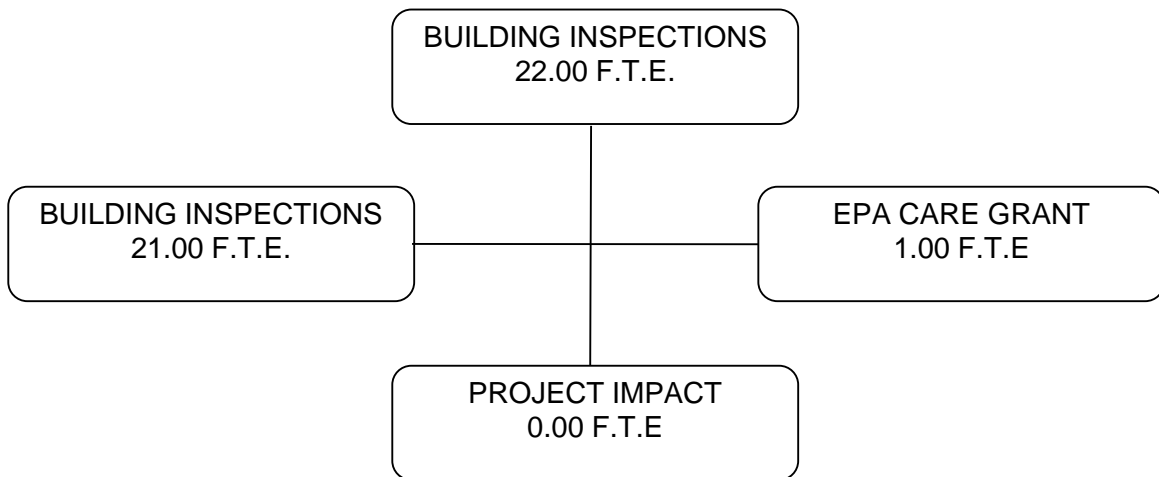 BUILDING INSPECTIONS
22.00 F.T.E.
BUILDING INSPECTIONS
21.00 F.T.E.
EPA CARE GRANT
1.00 F.T.E
PROJECT IMPACT
0.00 F.T.E